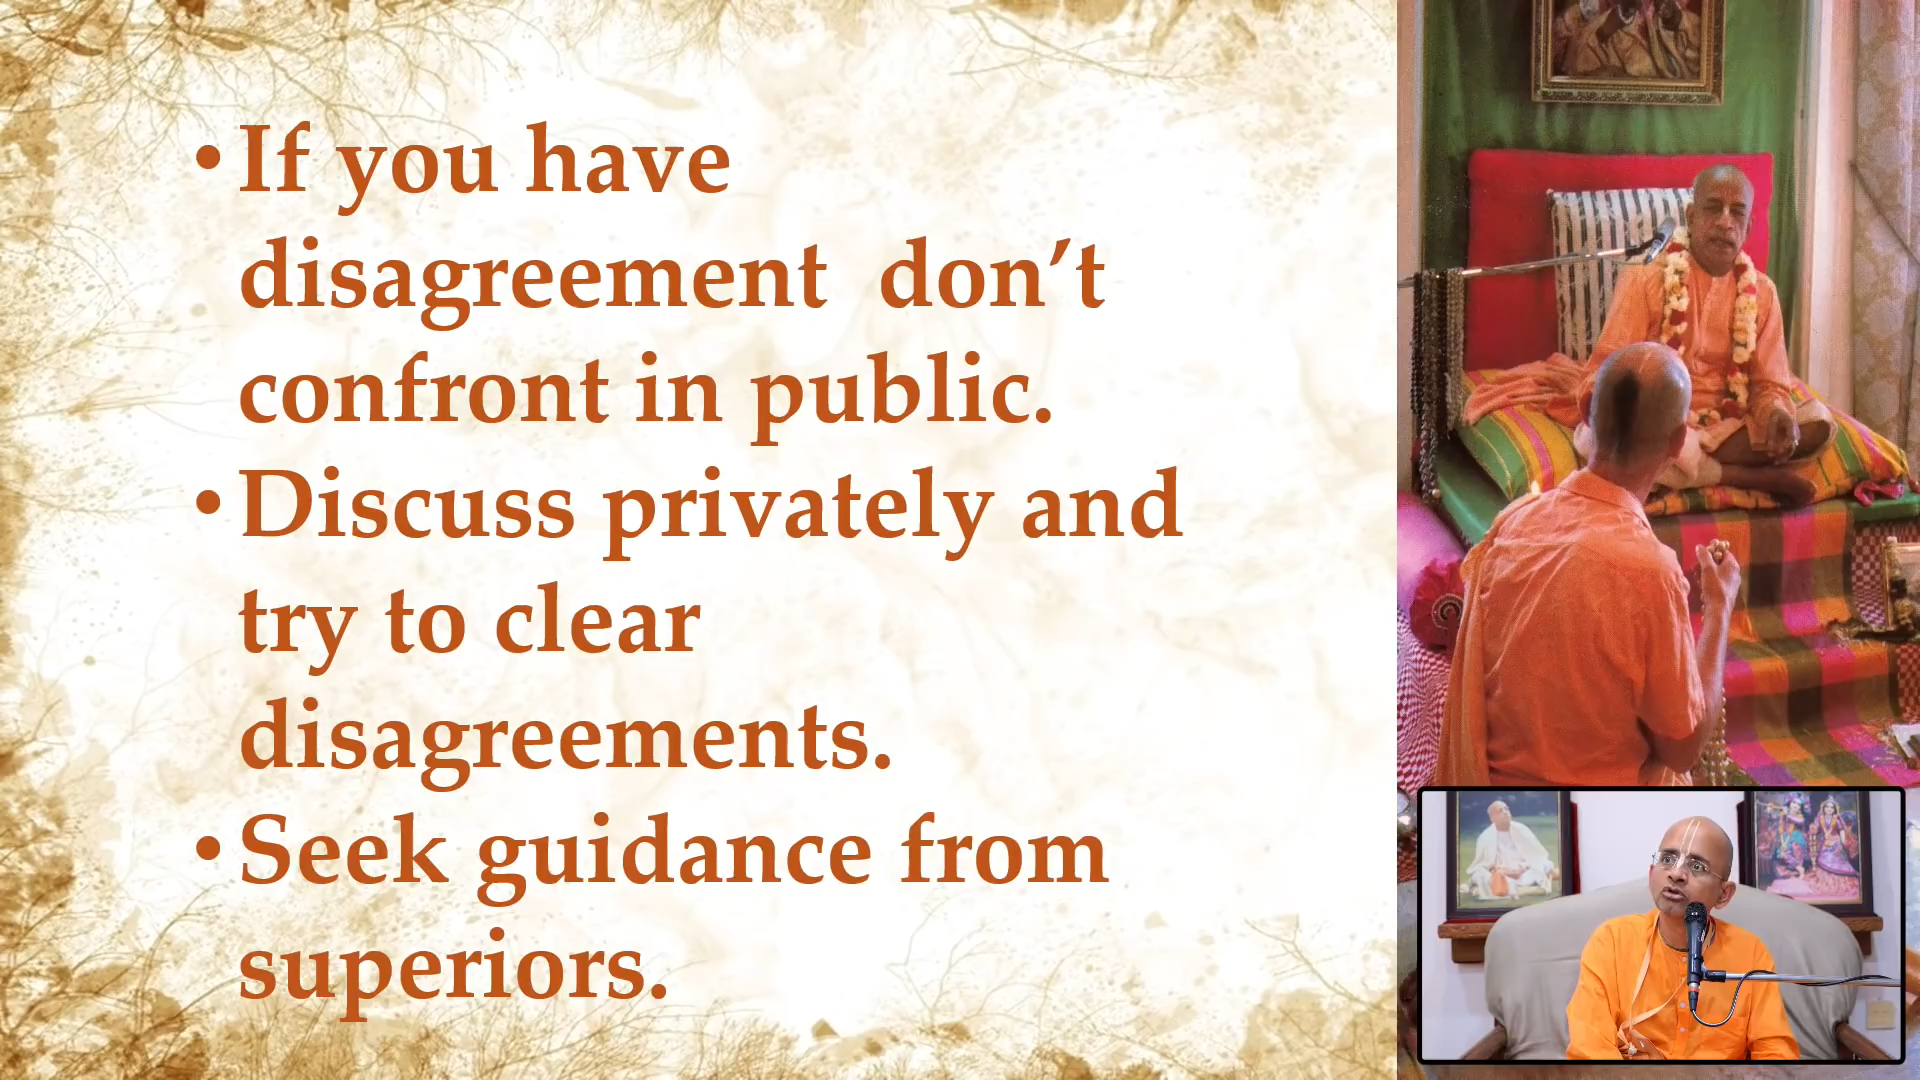 • If you have
disagreement  don’t
confront in public.
• Discuss privately and
try to clear
disagreements.
• Seek guidance from
superiors.